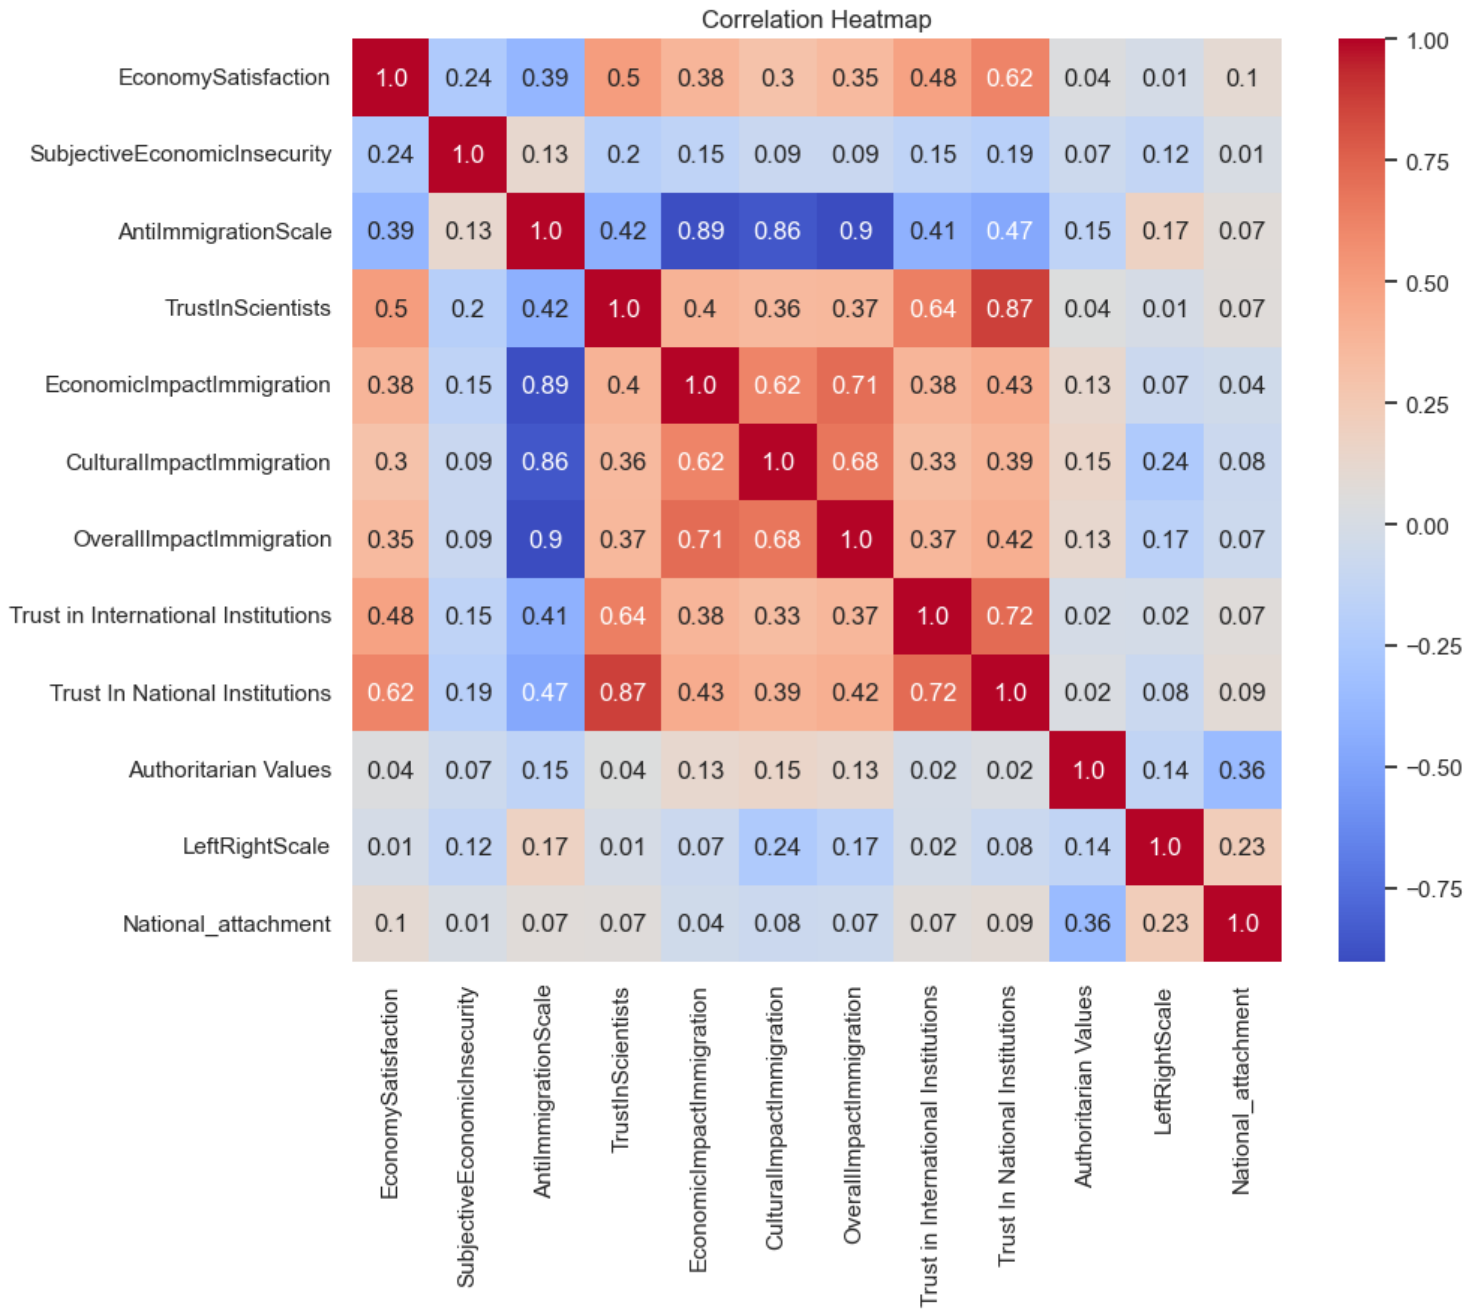 Correlation Heatmap
EconomySatisfaction 1.0 0.24 0.39 0.5 0.38 0.3 0.35 0.48 0.62 0.04 0.01 0.1
SubjectiveEconomicInsecurity 0.24 1.0 0.13 0.2 0.15 0.09 0.09 0.15 0.19 0.07 0.12 0.01
AntiImmigrationScale 0.39 0.13 1.0 0.42 0.89 0.86 0.9 0.41 0.47 0.15 0.17 0.07
TrustInScientists 0.5 0.2 0.42 1.0 0.4 0.36 0.37 0.64 0.87 0.04 0.01 0.07
EconomicImpactImmigration 0.38 0.15 0.89 0.4 1.0 0.62 0.71 0.38 0.43 0.13 0.07 0.04
CulturalImpactImmigration 0.3 0.09 0.86 0.36 0.62 1.0 0.68 0.33 0.39 0.15 0.24 0.08
OverallImpactImmigration 0.35 0.09 0.9 0.37 0.71 0.68 1.0 0.37 0.42 0.13 0.17 0.07
Trust in International Institutions 0.48 0.15 0.41 0.64 0.38 0.33 0.37 1.0 0.72 0.02 0.02 0.07
Trust In National Institutions 0.62 0.19 0.47 0.87 0.43 0.39 0.42 0.72 1.0 0.02 0.08 0.09
Authoritarian Values 0.04 0.07 0.15 0.04 0.13 0.15 0.13 0.02 0.02 1.0 0.14 0.36
LeftRightScale 0.01 0.12 0.17 0.01 0.07 0.24 0.17 0.02 0.08 0.14 1.0 0.23
National_attachment 0.1 0.01 0.07 0.07 0.04 0.08 0.07 0.07 0.09 0.36 0.23 1.0
EconomySatisfaction
SubjectiveEconomicInsecurity
AntiImmigrationScale
TrustInScientists
EconomicImpactImmigration
CulturalImpactImmigration
OverallImpactImmigration
Trust in International Institutions
Trust In National Institutions
Authoritarian Values
LeftRightScale
National_attachment
1.00
0.75
0.50
0.25
0.00
−0.25
−0.50
−0.75